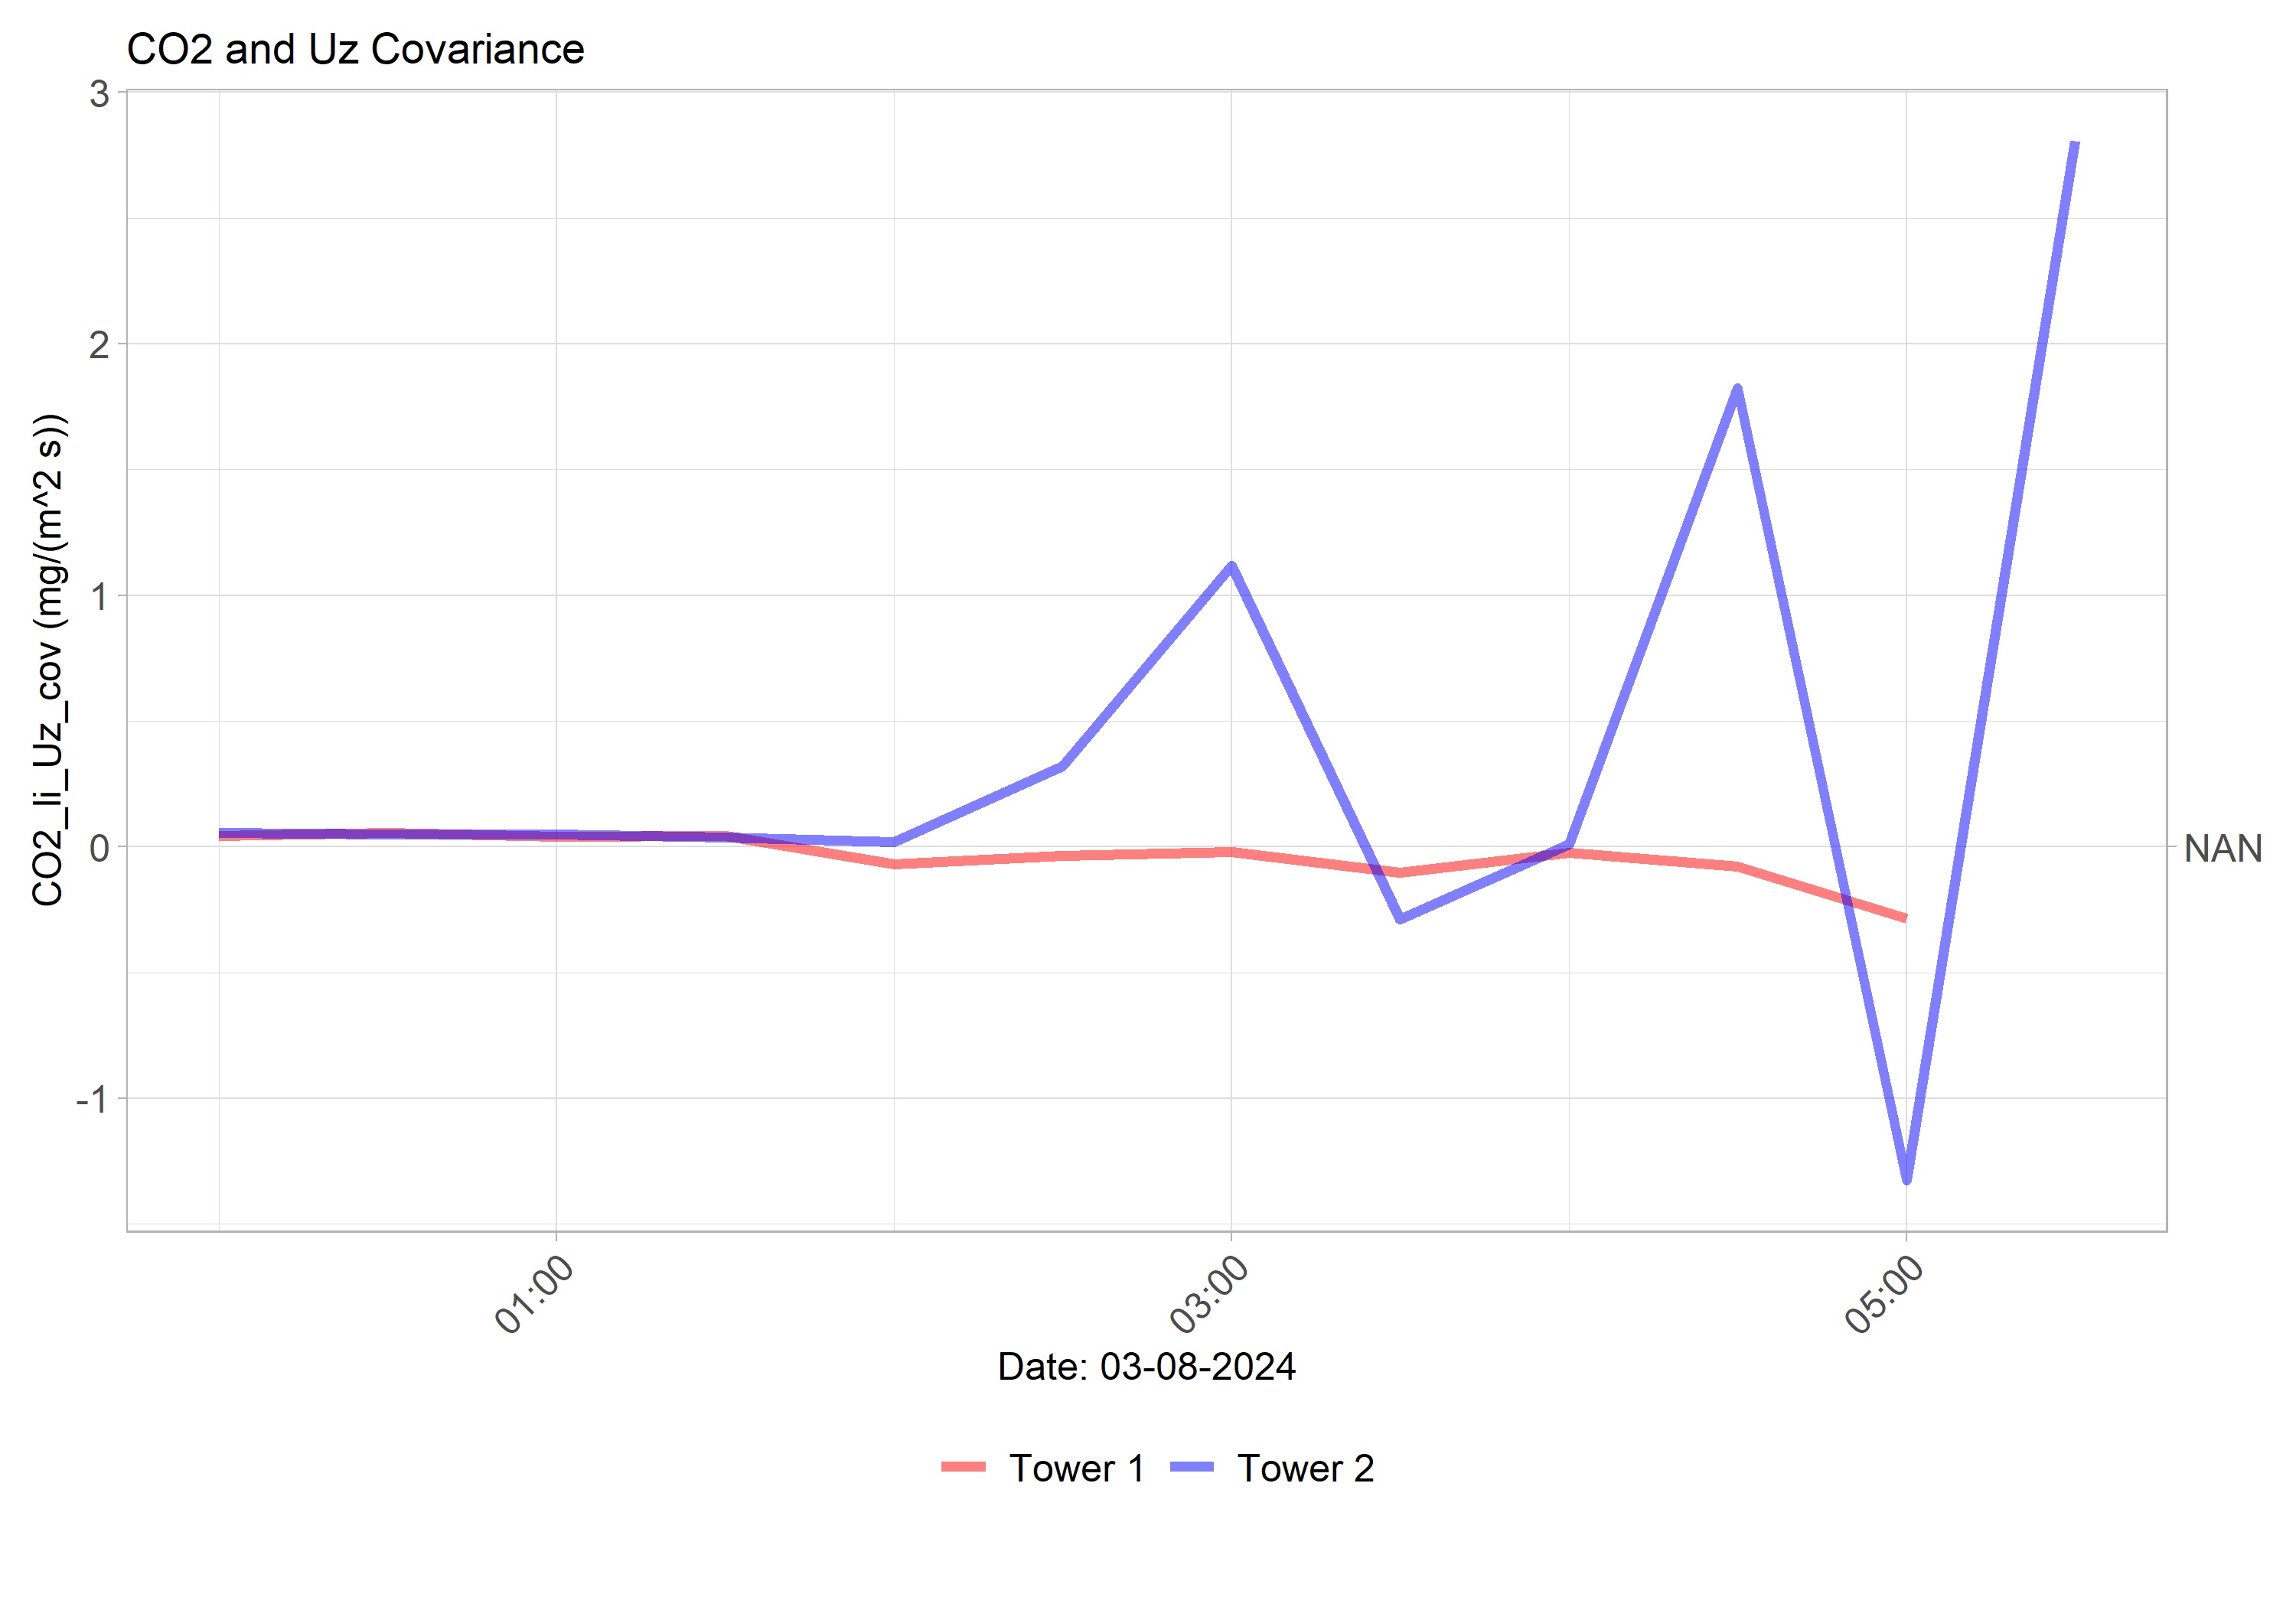 CO2 and Uz Covariance
3
2
1
0
-1
CO2_li_Uz_cov (mg/(m^2 s))
NAN
01:00
03:00
05:00
Date: 03-08-2024
Tower 1
Tower 2